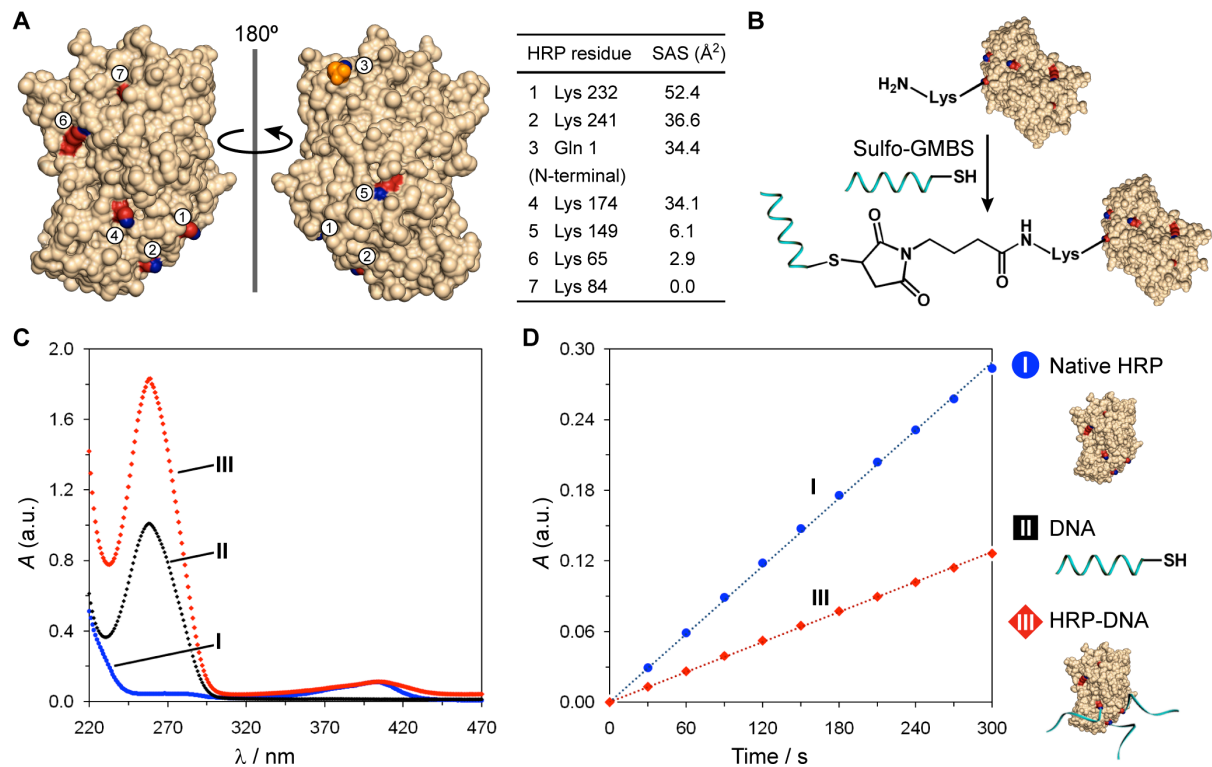 A
180º
7
6
4
2
1
3
5
1
2
HRP residue SAS (Å²)
1 Lys 232 52.4
2 Lys 241 36.6
3 Gln 1 34.4
(N-terminal)
4 Lys 174 34.1
5 Lys 149 6.1
6 Lys 65 2.9
7 Lys 84 0.0
B
H₂N
Lys
Sulfo-GMBS
SH
O
S
N
O
O
H
N
Lys
C
A (a.u.)
2.0
1.6
1.2
0.8
0.4
0.0
III
II
I
220 270 320 370 420 470
λ / nm
D
A (a.u.)
0.30
0.24
0.18
0.12
0.06
0.00
I
III
0 60 120 180 240 300
Time / s
I Native HRP
II DNA
SH
III HRP-DNA